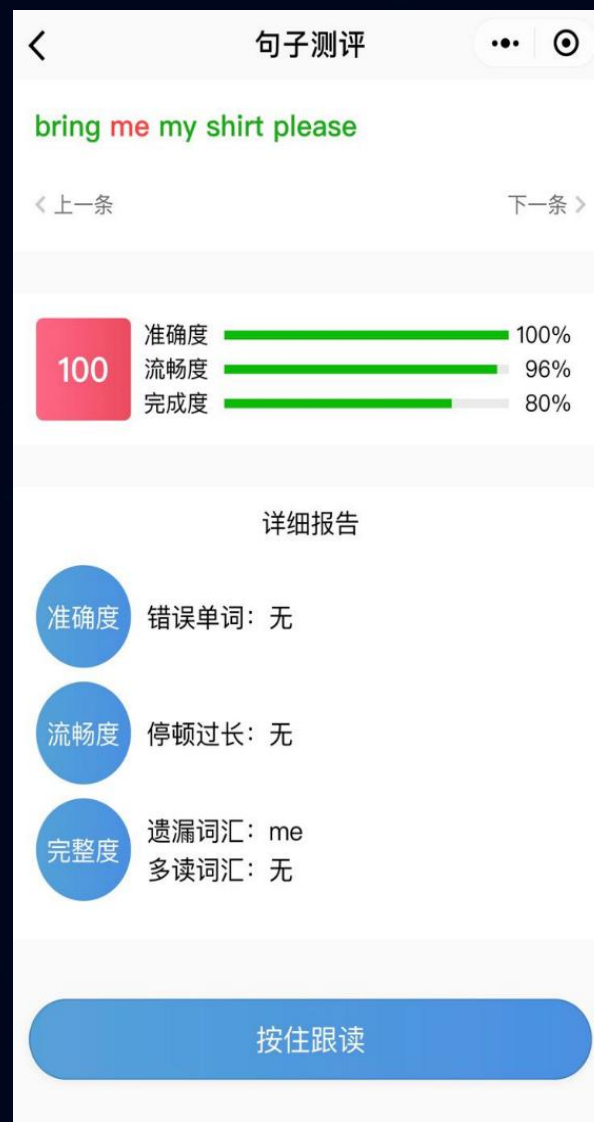 句子测评
bring me my shirt please
上一条
下一条
100
准确度 100%
流畅度 96%
完成度 80%
详细报告
准确度 错误单词：无
流畅度 停顿过长：无
完整度
遗漏词汇：me
多读词汇：无
按住跟读